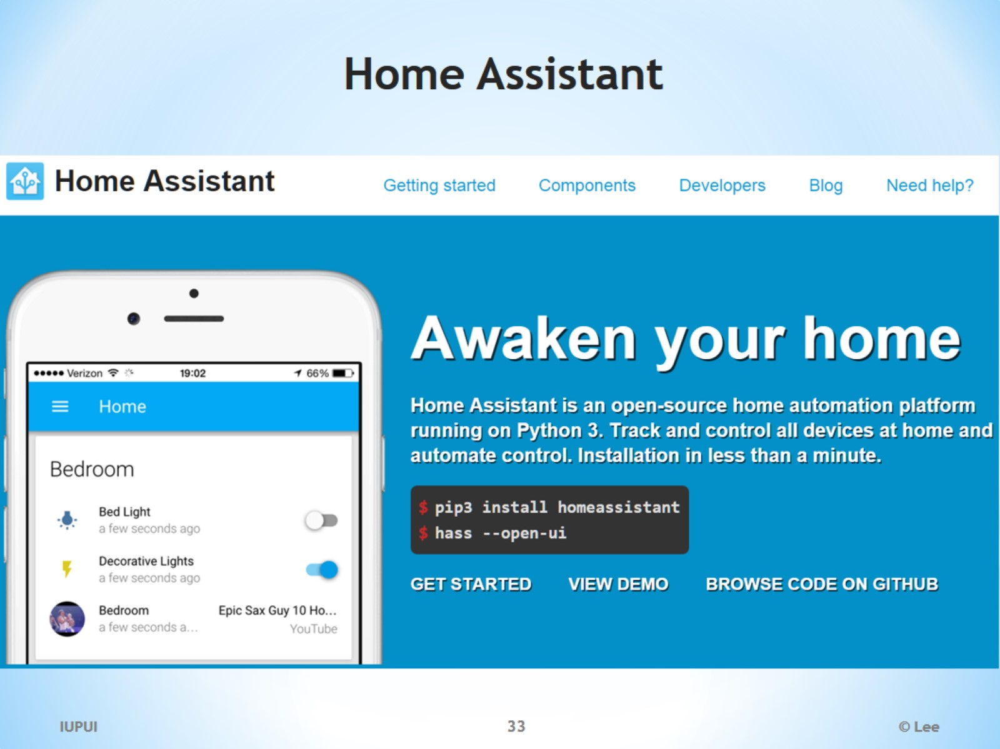 Home Assistant
Home Assistant
Getting started
Components
Developers
Blog
Need help?
Verizon
19:02
66%
Home
Bedroom
Bed Light
a few seconds ago
Decorative Lights
a few seconds ago
Bedroom
Epic Sax Guy 10 Ho...
a few seconds a...
YouTube
Awaken your home
Home Assistant is an open-source home automation platform
running on Python 3. Track and control all devices at home and
automate control. Installation in less than a minute.
$ pip3 install homeassistant
$ hass --open-ui
GET STARTED
VIEW DEMO
BROWSE CODE ON GITHUB
IUPUI
33
© Lee